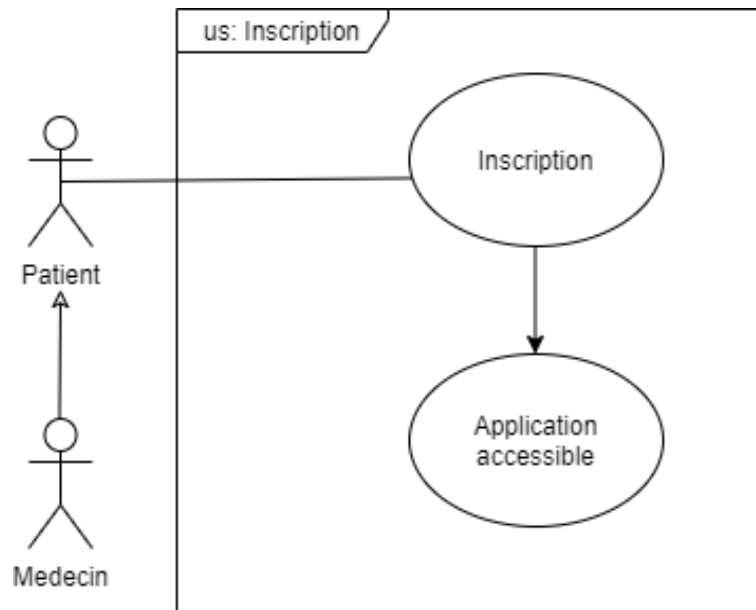 us: Inscription
Inscription
Patient
Application
accessible
Medecin